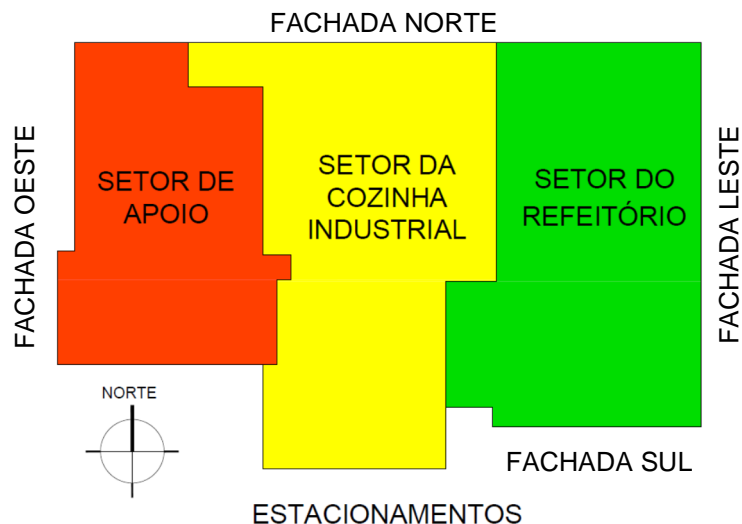 FACHADA NORTE
FACHADA OESTE
SETOR DE
APOIO
SETOR DA
COZINHA
INDUSTRIAL
SETOR DO
REFEITÓRIO
FACHADA LESTE
NORTE
FACHADA SUL
ESTACIONAMENTOS